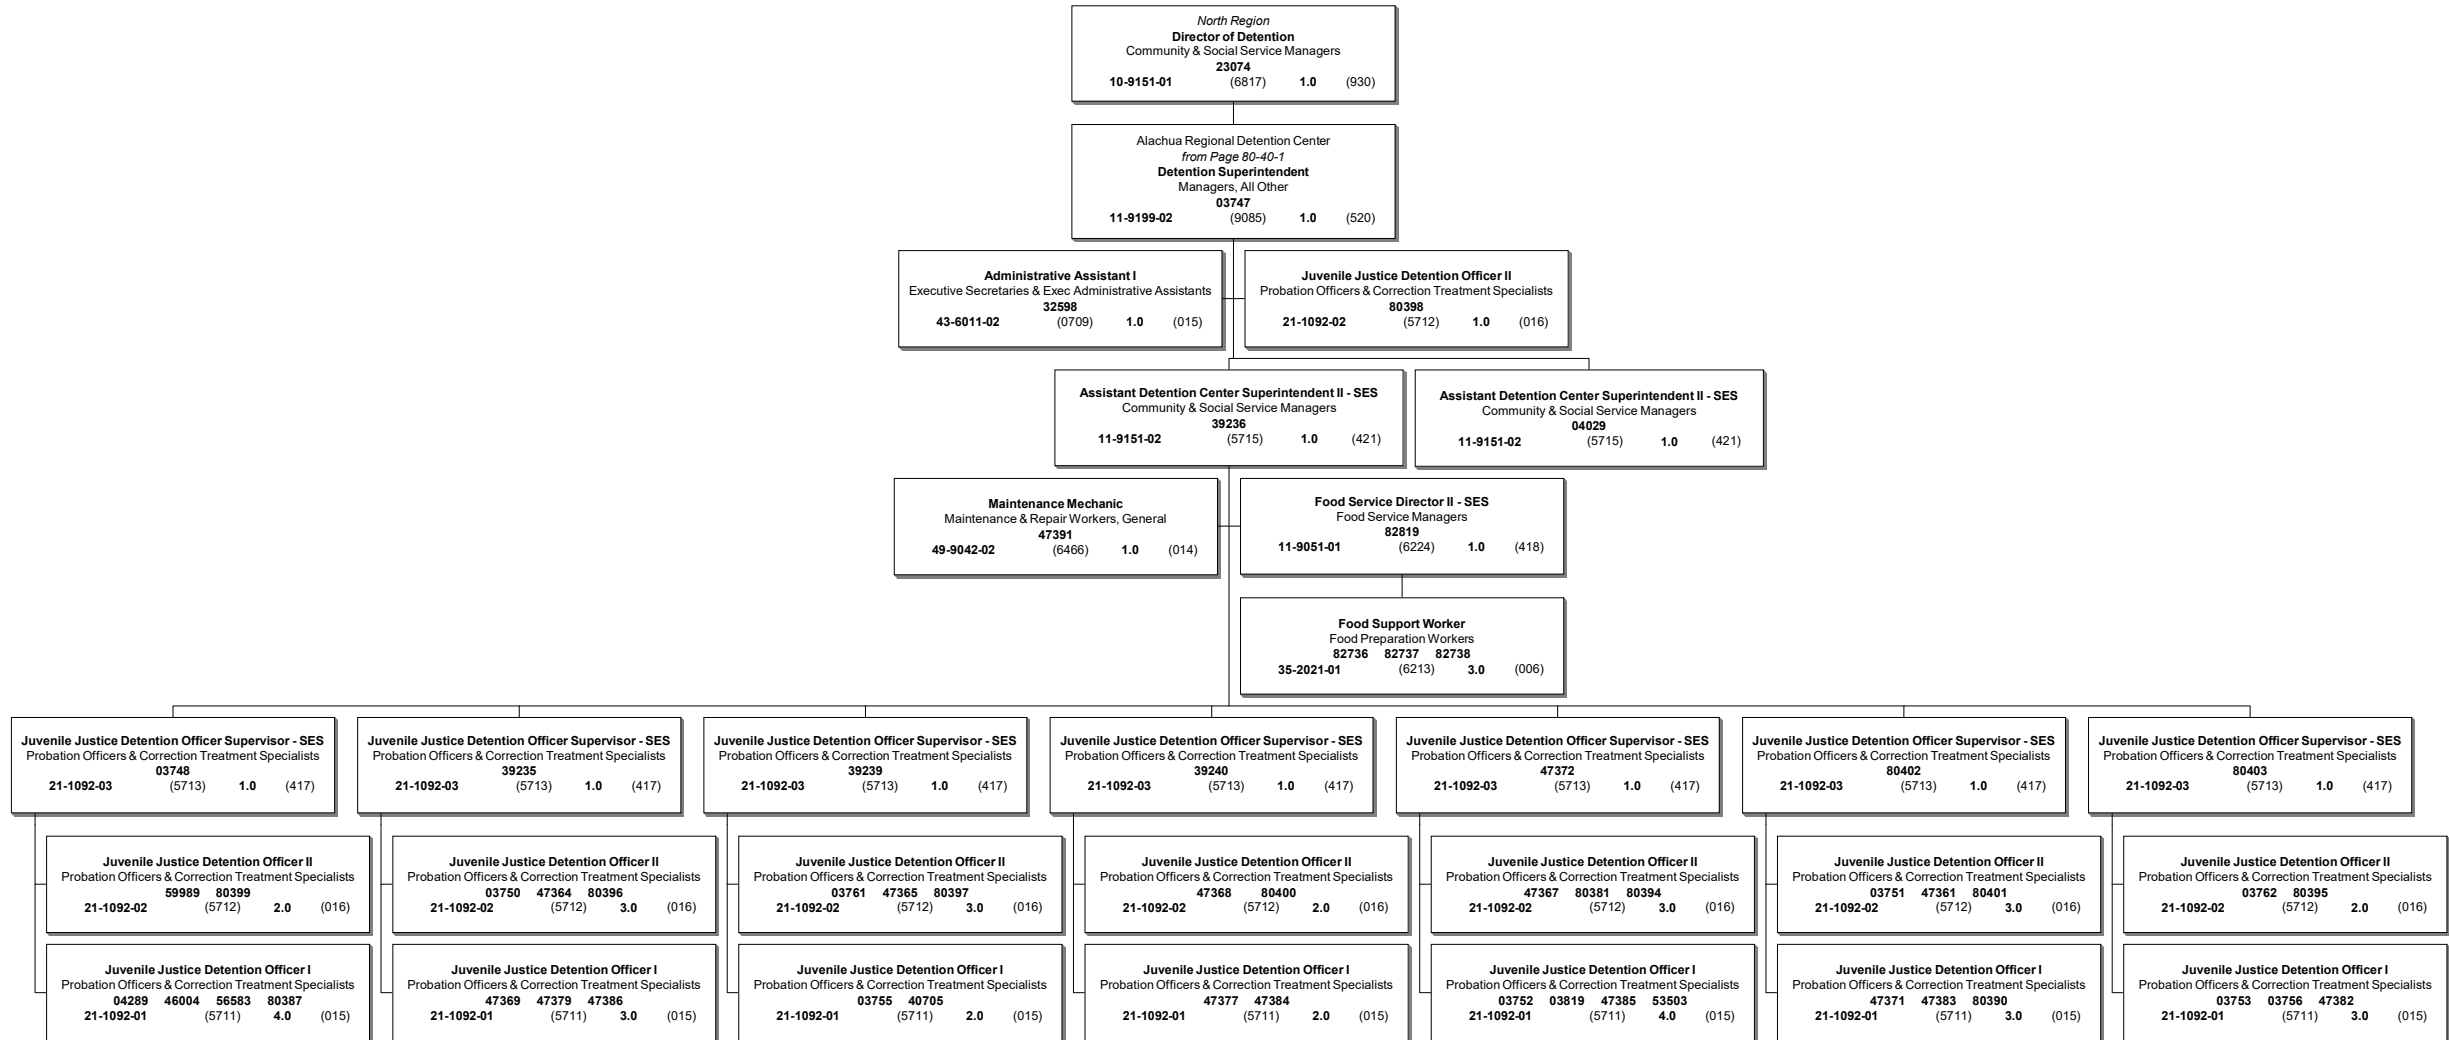 North Region
Director of Detention
Community & Social Service Managers
23074
10-9151-01 (6817) 1.0 (930)
Alachua Regional Detention Center
from Page 80-40-1
Detention Superintendent
Managers, All Other
03747
11-9199-02 (9085) 1.0 (520)
Administrative Assistant I
Executive Secretaries & Exec Administrative Assistants
32598
43-6011-02 (0709) 1.0 (015)
Juvenile Justice Detention Officer II
Probation Officers & Correction Treatment Specialists
80398
21-1092-02 (5712) 1.0 (016)
Assistant Detention Center Superintendent II - SES
Community & Social Service Managers
39236
11-9151-02 (5715) 1.0 (421)
Assistant Detention Center Superintendent II - SES
Community & Social Service Managers
04029
11-9151-02 (5715) 1.0 (421)
Maintenance Mechanic
Maintenance & Repair Workers, General
47391
49-9042-02 (6466) 1.0 (014)
Food Service Director II - SES
Food Service Managers
82819
11-9051-01 (6224) 1.0 (418)
Food Support Worker
Food Preparation Workers
82736 82737 82738
35-2021-01 (6213) 3.0 (006)
Juvenile Justice Detention Officer Supervisor - SES
Probation Officers & Correction Treatment Specialists
03748
21-1092-03 (5713) 1.0 (417)
Juvenile Justice Detention Officer Supervisor - SES
Probation Officers & Correction Treatment Specialists
39235
21-1092-03 (5713) 1.0 (417)
Juvenile Justice Detention Officer Supervisor - SES
Probation Officers & Correction Treatment Specialists
39239
21-1092-03 (5713) 1.0 (417)
Juvenile Justice Detention Officer Supervisor - SES
Probation Officers & Correction Treatment Specialists
39240
21-1092-03 (5713) 1.0 (417)
Juvenile Justice Detention Officer Supervisor - SES
Probation Officers & Correction Treatment Specialists
47372
21-1092-03 (5713) 1.0 (417)
Juvenile Justice Detention Officer Supervisor - SES
Probation Officers & Correction Treatment Specialists
80402
21-1092-03 (5713) 1.0 (417)
Juvenile Justice Detention Officer Supervisor - SES
Probation Officers & Correction Treatment Specialists
80403
21-1092-03 (5713) 1.0 (417)
Juvenile Justice Detention Officer II
Probation Officers & Correction Treatment Specialists
59989 80399
21-1092-02 (5712) 2.0 (016)
Juvenile Justice Detention Officer II
Probation Officers & Correction Treatment Specialists
03750 47364 80396
21-1092-02 (5712) 3.0 (016)
Juvenile Justice Detention Officer II
Probation Officers & Correction Treatment Specialists
03761 47365 80397
21-1092-02 (5712) 3.0 (016)
Juvenile Justice Detention Officer II
Probation Officers & Correction Treatment Specialists
47368 80400
21-1092-02 (5712) 2.0 (016)
Juvenile Justice Detention Officer II
Probation Officers & Correction Treatment Specialists
47367 80381 80394
21-1092-02 (5712) 3.0 (016)
Juvenile Justice Detention Officer II
Probation Officers & Correction Treatment Specialists
03751 47361 80401
21-1092-02 (5712) 3.0 (016)
Juvenile Justice Detention Officer II
Probation Officers & Correction Treatment Specialists
03762 80395
21-1092-02 (5712) 2.0 (016)
Juvenile Justice Detention Officer I
Probation Officers & Correction Treatment Specialists
04289 46004 56583 80387
21-1092-01 (5711) 4.0 (015)
Juvenile Justice Detention Officer I
Probation Officers & Correction Treatment Specialists
47369 47379 47386
21-1092-01 (5711) 3.0 (015)
Juvenile Justice Detention Officer I
Probation Officers & Correction Treatment Specialists
03755 40705
21-1092-01 (5711) 2.0 (015)
Juvenile Justice Detention Officer I
Probation Officers & Correction Treatment Specialists
47377 47384
21-1092-01 (5711) 2.0 (015)
Juvenile Justice Detention Officer I
Probation Officers & Correction Treatment Specialists
03752 03819 47385 53503
21-1092-01 (5711) 4.0 (015)
Juvenile Justice Detention Officer I
Probation Officers & Correction Treatment Specialists
47371 47383 80390
21-1092-01 (5711) 3.0 (015)
Juvenile Justice Detention Officer I
Probation Officers & Correction Treatment Specialists
03753 03756 47382
21-1092-01 (5711) 3.0 (015)